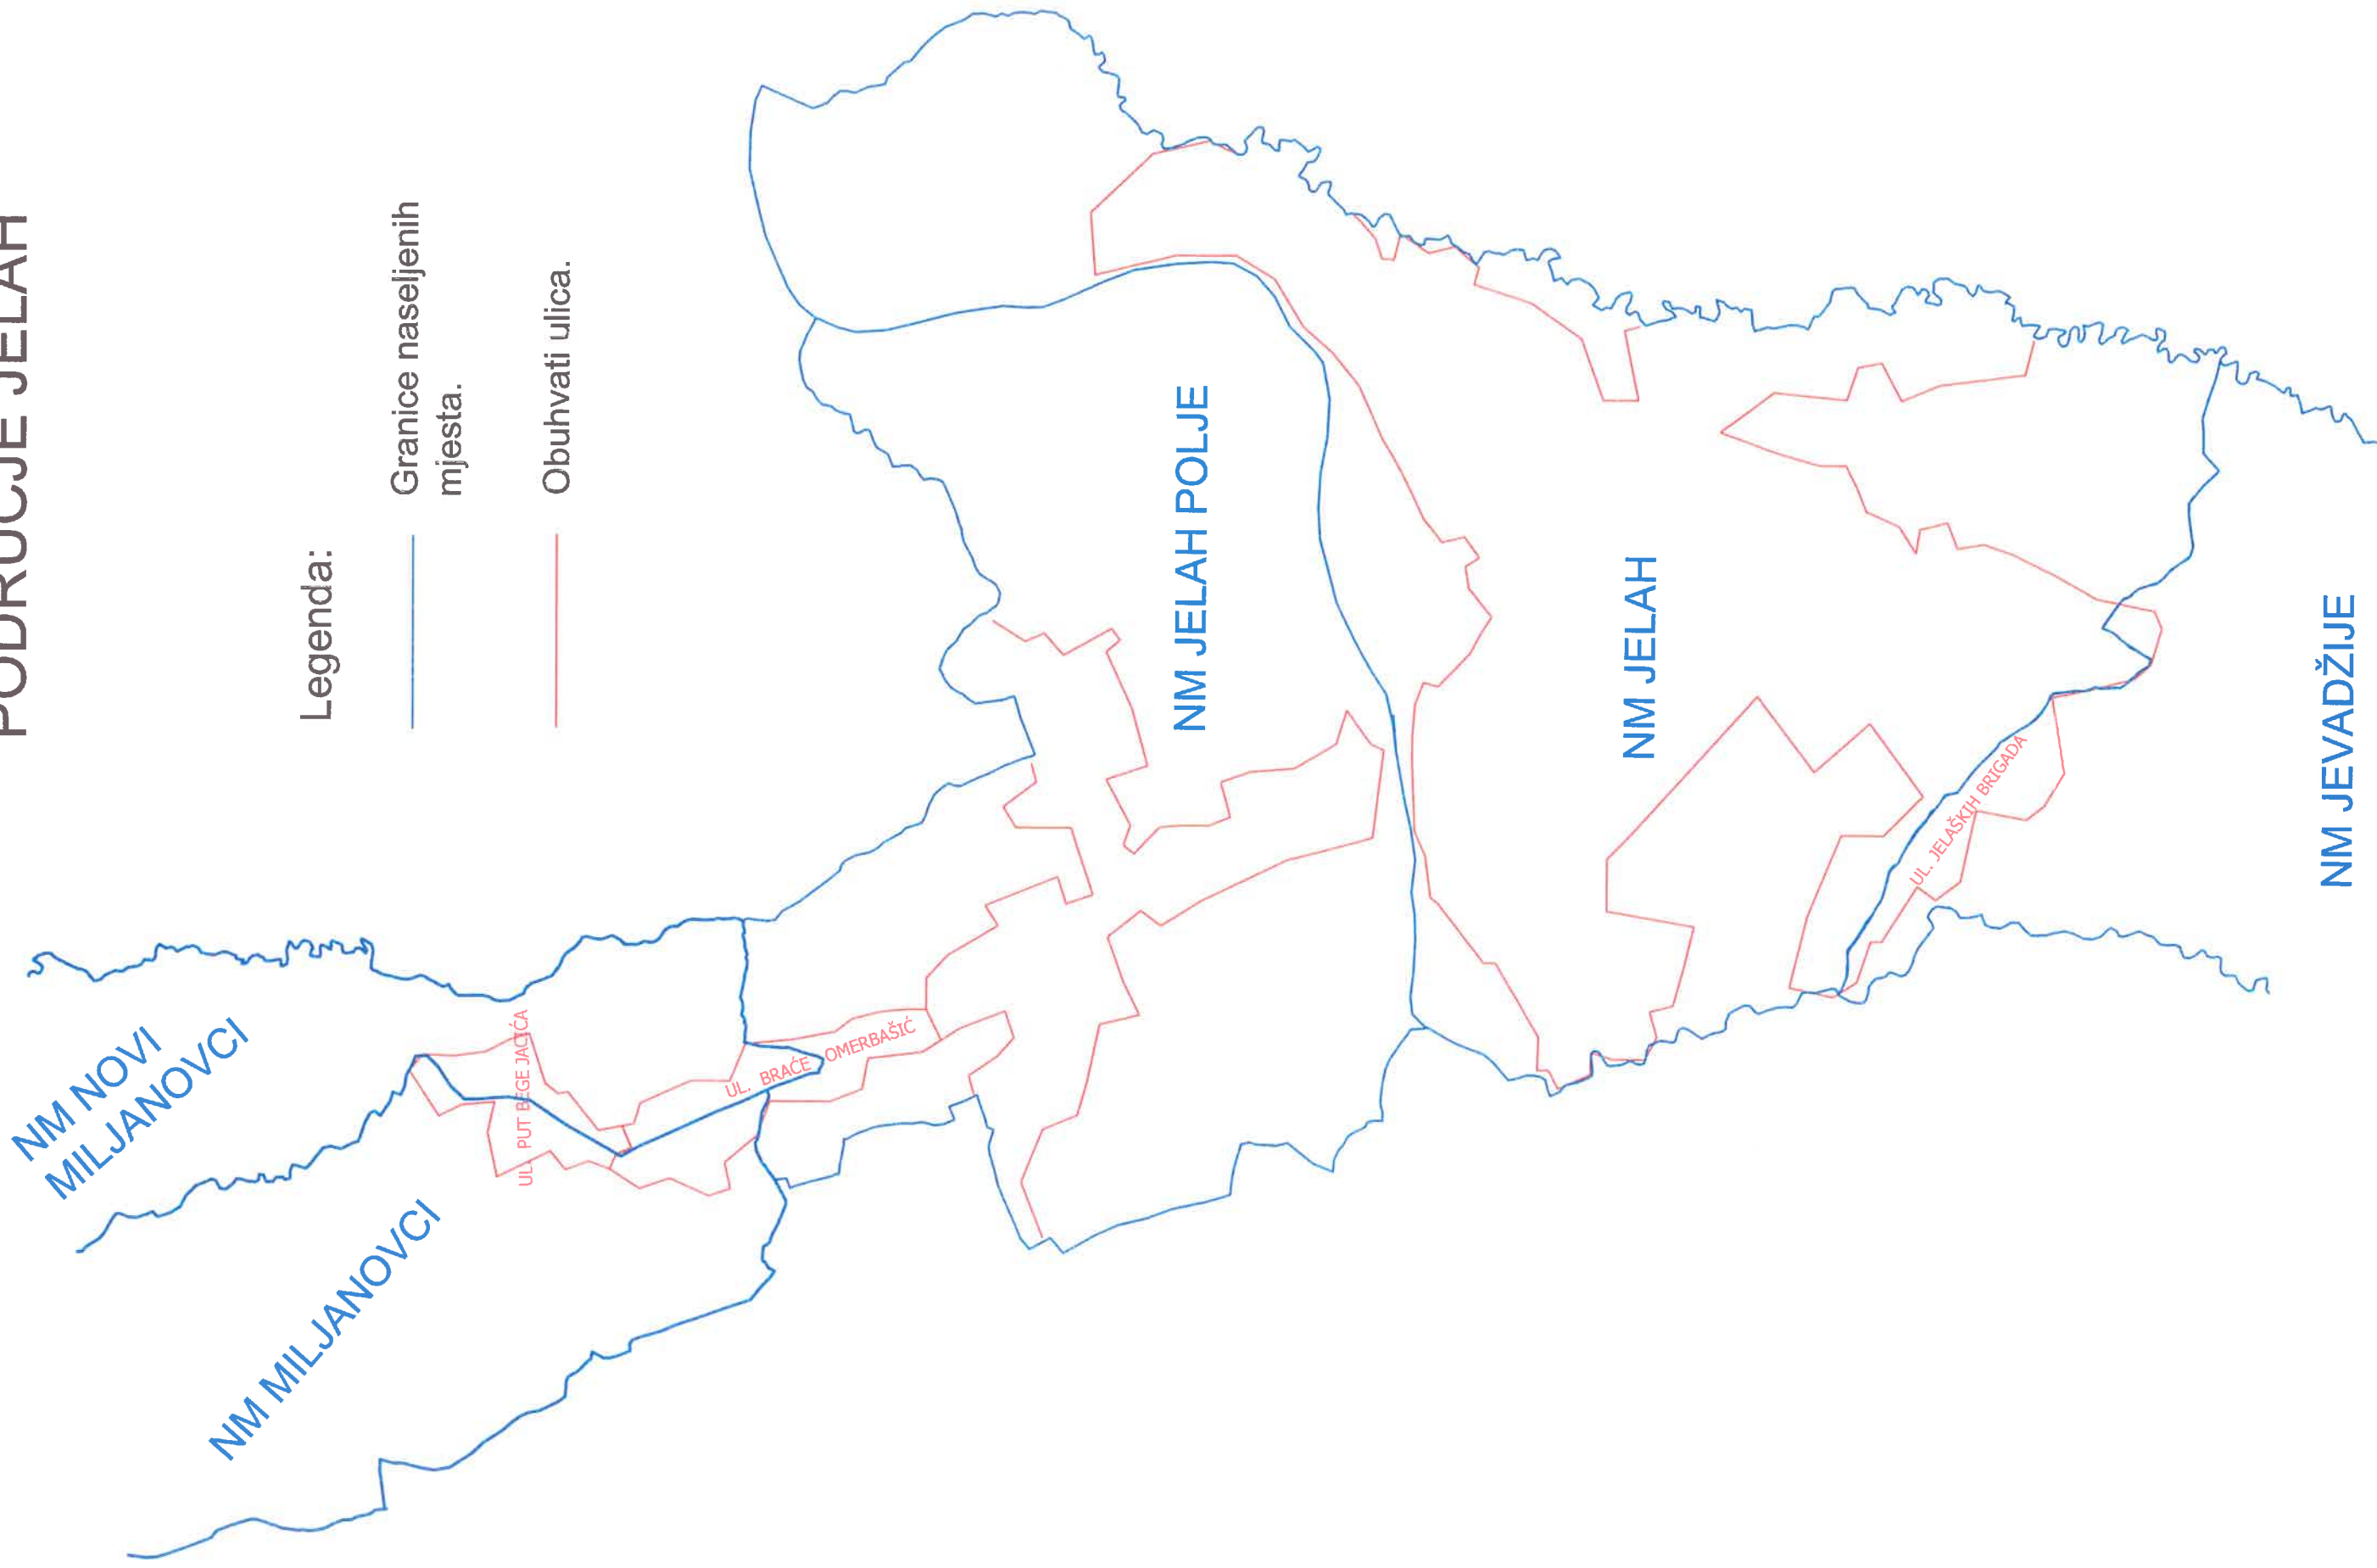 PODRUČJE JELAH
Legenda:
Granice naseljenih
mjesta.
Obuhvati ulica.
NM NOVI
MILJANOVCI
NM MILJANOVCI
UL. PUT BEGE JACIĆA
UL. BRAĆE OMERBAŠIĆ
NM JELAH POLJE
NM JELAH
UL. JELAŠKIH BRIGADA
NM JEVADŽIJE